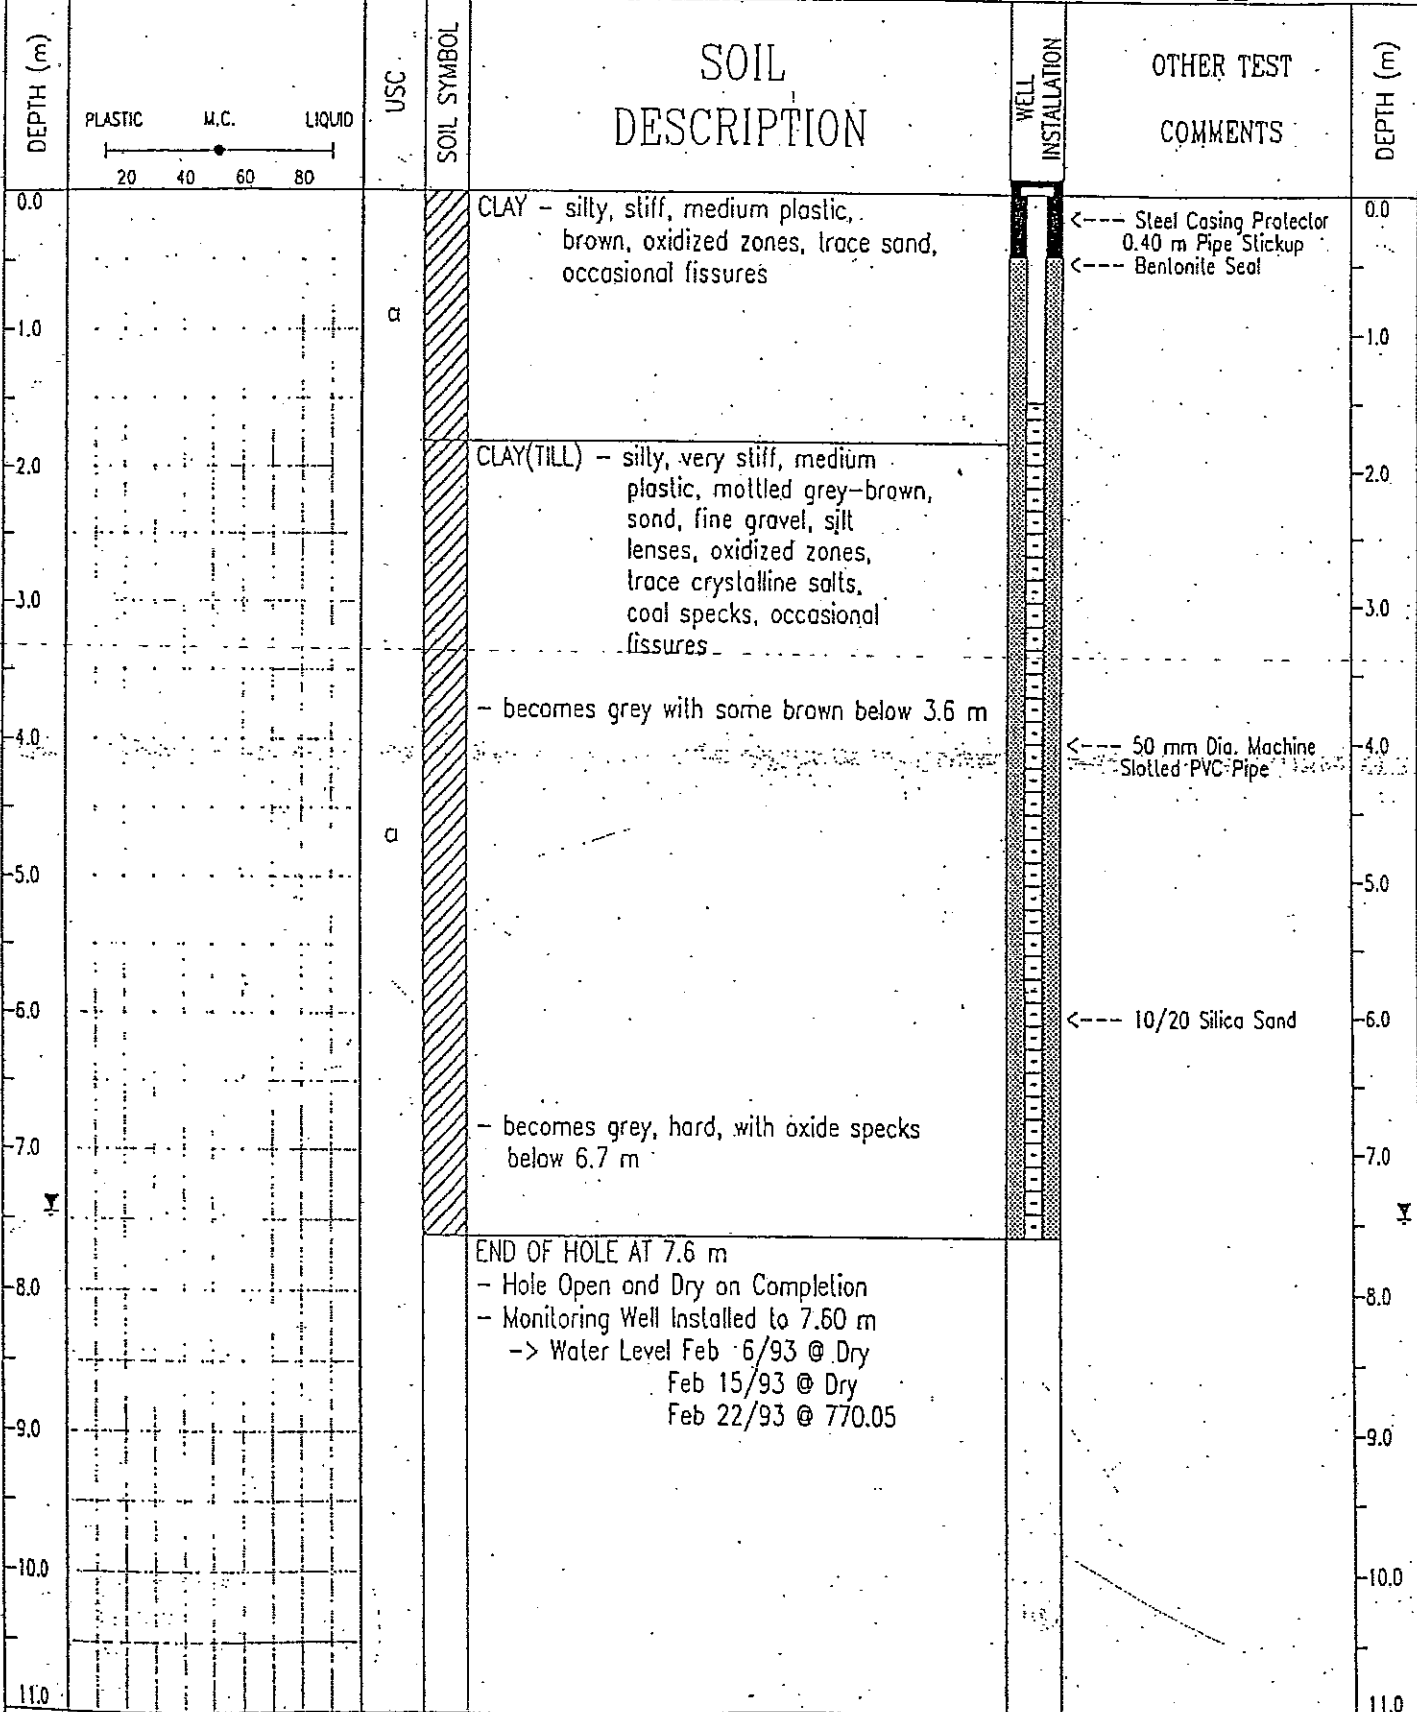 DEPTH (m)
PLASTIC M.C. LIQUID
20 40 60 80
USC
SOIL SYMBOL
SOIL
DESCRIPTION
WELL
INSTALLATION
OTHER TEST
COMMENTS
DEPTH (m)
0.0
CLAY – silty, stiff, medium plastic,
brown, oxidized zones, trace sand,
occasional fissures
<--- Steel Casing Protector
0.40 m Pipe Stickup
<--- Bentonite Seal
0.0
CI
-1.0
-1.0
CLAY(TILL) – silty, very stiff, medium
plastic, mottled grey-brown,
sand, fine gravel, silt
lenses, oxidized zones,
trace crystalline salts,
coal specks, occasional
fissures
-2.0
-2.0
-3.0
-3.0
– becomes grey with some brown below 3.6 m
-4.0
<--- 50 mm Dia. Machine
Slotted PVC Pipe
-4.0
CI
-5.0
-5.0
-6.0
<--- 10/20 Silica Sand
-6.0
– becomes grey, hard, with oxide specks
below 6.7 m
-7.0
-7.0
END OF HOLE AT 7.6 m
– Hole Open and Dry on Completion
– Monitoring Well Installed to 7.60 m
-> Water Level Feb 6/93 @ Dry
Feb 15/93 @ Dry
Feb 22/93 @ 770.05
-8.0
-8.0
-9.0
-9.0
-10.0
-10.0
11.0
11.0